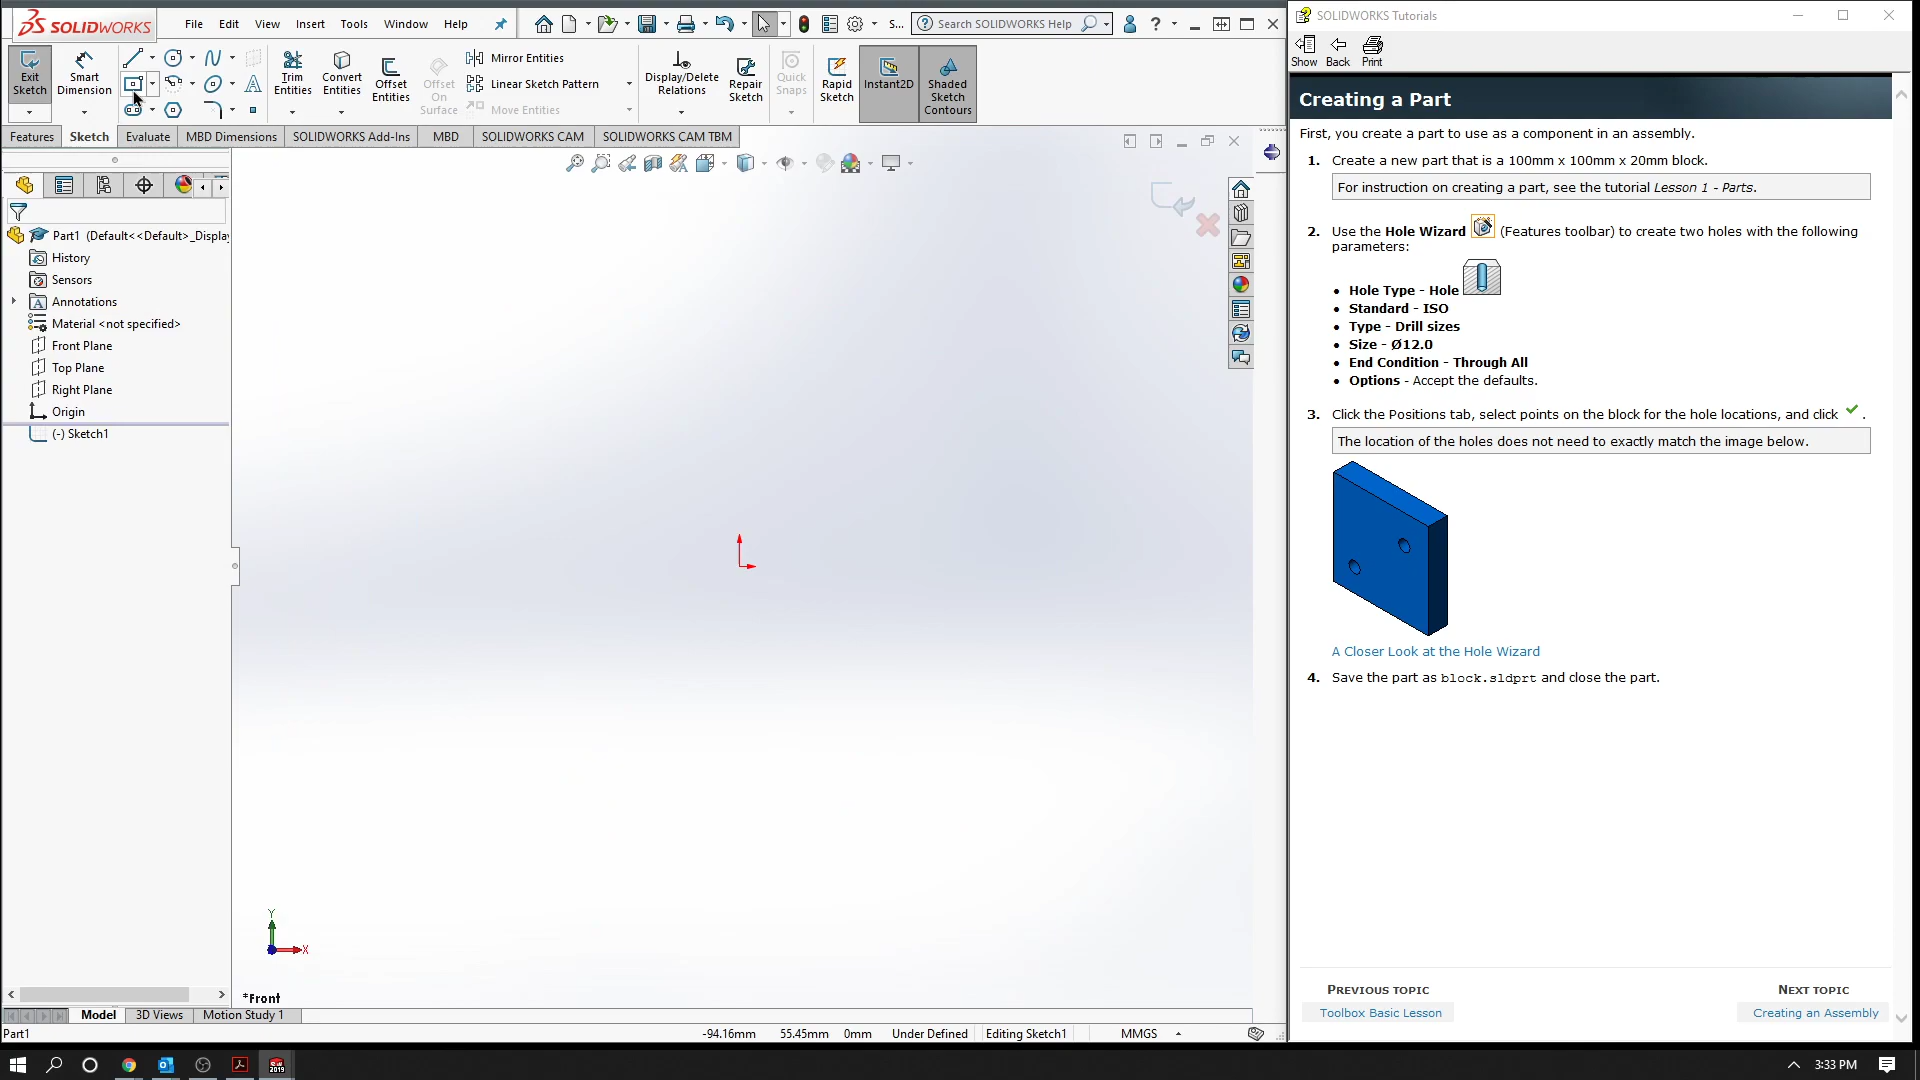 SOLIDWORKS
File Edit View Insert Tools Window Help
S...
Search SOLIDWORKS Help
Exit Sketch
Smart Dimension
Trim Entities
Convert Entities
Offset Entities
Offset On Surface
Mirror Entities
Linear Sketch Pattern
Move Entities
Display/Delete Relations
Repair Sketch
Quick Snaps
Rapid Sketch
Instant2D
Shaded Sketch Contours
Features Sketch Evaluate MBD Dimensions SOLIDWORKS Add-Ins MBD SOLIDWORKS CAM SOLIDWORKS CAM TBM
Part1 (Default<<Default>_Displa
History
Sensors
Annotations
Material <not specified>
Front Plane
Top Plane
Right Plane
Origin
(-) Sketch1
Y
X
*Front
Model 3D Views Motion Study 1
Part1
-94.16mm 55.45mm 0mm Under Defined Editing Sketch1 MMGS
SOLIDWORKS Tutorials
Show Back Print
Creating a Part
First, you create a part to use as a component in an assembly.
1. Create a new part that is a 100mm x 100mm x 20mm block.
For instruction on creating a part, see the tutorial Lesson 1 - Parts.
2. Use the Hole Wizard (Features toolbar) to create two holes with the following
parameters:
• Hole Type - Hole
• Standard - ISO
• Type - Drill sizes
• Size - Ø12.0
• End Condition - Through All
• Options - Accept the defaults.
3. Click the Positions tab, select points on the block for the hole locations, and click .
The location of the holes does not need to exactly match the image below.
A Closer Look at the Hole Wizard
4. Save the part as block.sldprt and close the part.
PREVIOUS TOPIC
Toolbox Basic Lesson
NEXT TOPIC
Creating an Assembly
2019
3:33 PM